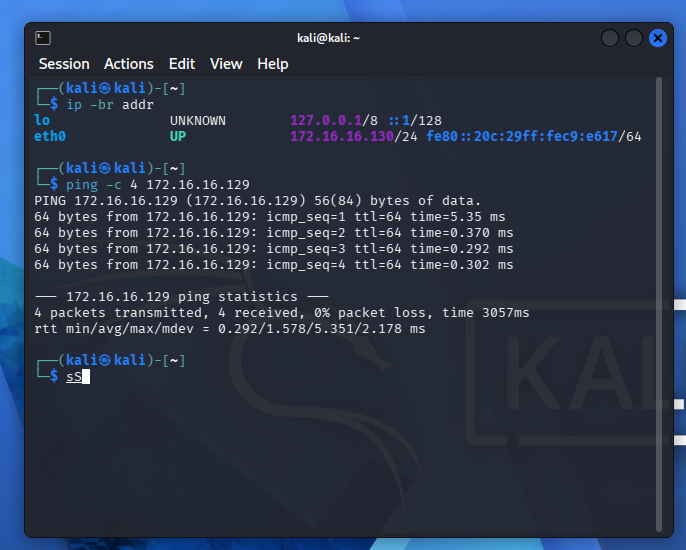 kali@kali: ~
Session Actions Edit View Help
┌──(kali㉿kali)-[~]
└─$ ip -br addr
lo UNKNOWN 127.0.0.1/8 ::1/128
eth0 UP 172.16.16.130/24 fe80::20c:29ff:fec9:e617/64
┌──(kali㉿kali)-[~]
└─$ ping -c 4 172.16.16.129
PING 172.16.16.129 (172.16.16.129) 56(84) bytes of data.
64 bytes from 172.16.16.129: icmp_seq=1 ttl=64 time=5.35 ms
64 bytes from 172.16.16.129: icmp_seq=2 ttl=64 time=0.370 ms
64 bytes from 172.16.16.129: icmp_seq=3 ttl=64 time=0.292 ms
64 bytes from 172.16.16.129: icmp_seq=4 ttl=64 time=0.302 ms
--- 172.16.16.129 ping statistics ---
4 packets transmitted, 4 received, 0% packet loss, time 3057ms
rtt min/avg/max/mdev = 0.292/1.578/5.351/2.178 ms
┌──(kali㉿kali)-[~]
└─$ sS
KAL